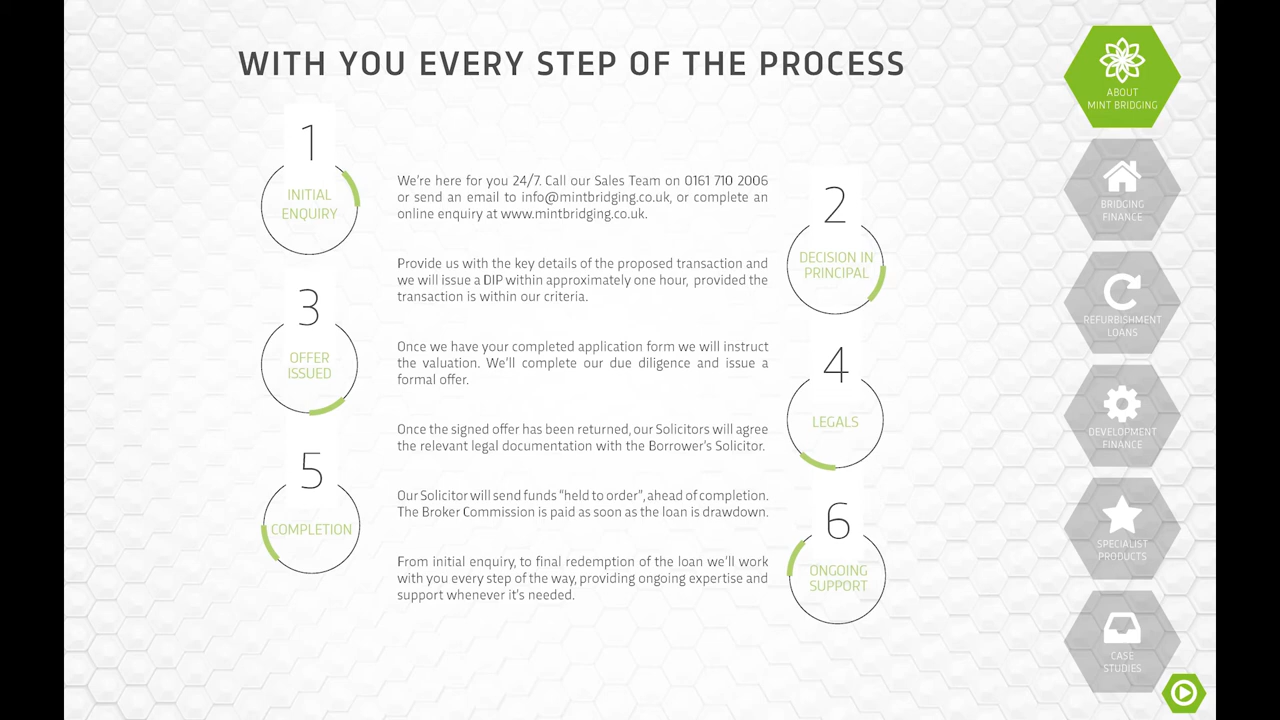 WITH YOU EVERY STEP OF THE PROCESS
1
INITIAL
ENQUIRY
We're here for you 24/7. Call our Sales Team on 0161 710 2006
or send an email to info@mintbridging.co.uk, or complete an
online enquiry at www.mintbridging.co.uk.
2
DECISION IN
PRINCIPAL
Provide us with the key details of the proposed transaction and
we will issue a DIP within approximately one hour, provided the
transaction is within our criteria.
3
OFFER
ISSUED
Once we have your completed application form we will instruct
the valuation. We'll complete our due diligence and issue a
formal offer.
4
LEGALS
Once the signed offer has been returned, our Solicitors will agree
the relevant legal documentation with the Borrower's Solicitor.
5
COMPLETION
Our Solicitor will send funds “held to order”, ahead of completion.
The Broker Commission is paid as soon as the loan is drawdown.
6
ONGOING
SUPPORT
From initial enquiry, to final redemption of the loan we'll work
with you every step of the way, providing ongoing expertise and
support whenever it's needed.
ABOUT
MINT BRIDGING
BRIDGING
FINANCE
REFURBISHMENT
LOANS
DEVELOPMENT
FINANCE
SPECIALIST
PRODUCTS
CASE
STUDIES